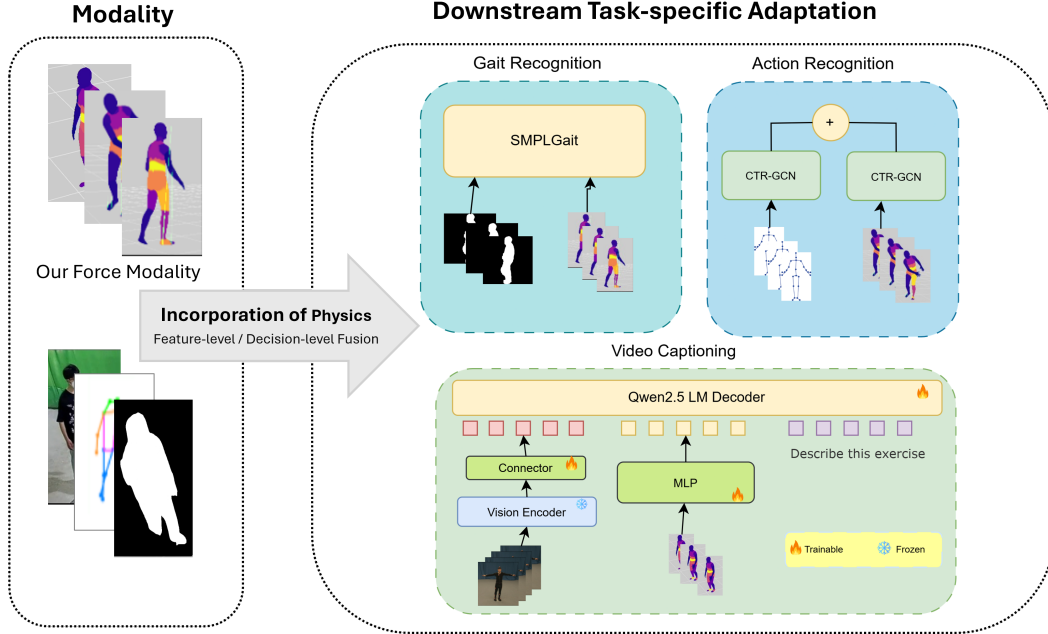 Modality
Downstream Task-specific Adaptation
Our Force Modality
Incorporation of Physics
Feature-level / Decision-level Fusion
Gait Recognition
SMPLGait
Action Recognition
+
CTR-GCN
CTR-GCN
Video Captioning
Qwen2.5 LM Decoder
Connector
Vision Encoder
MLP
Describe this exercise
Trainable
Frozen